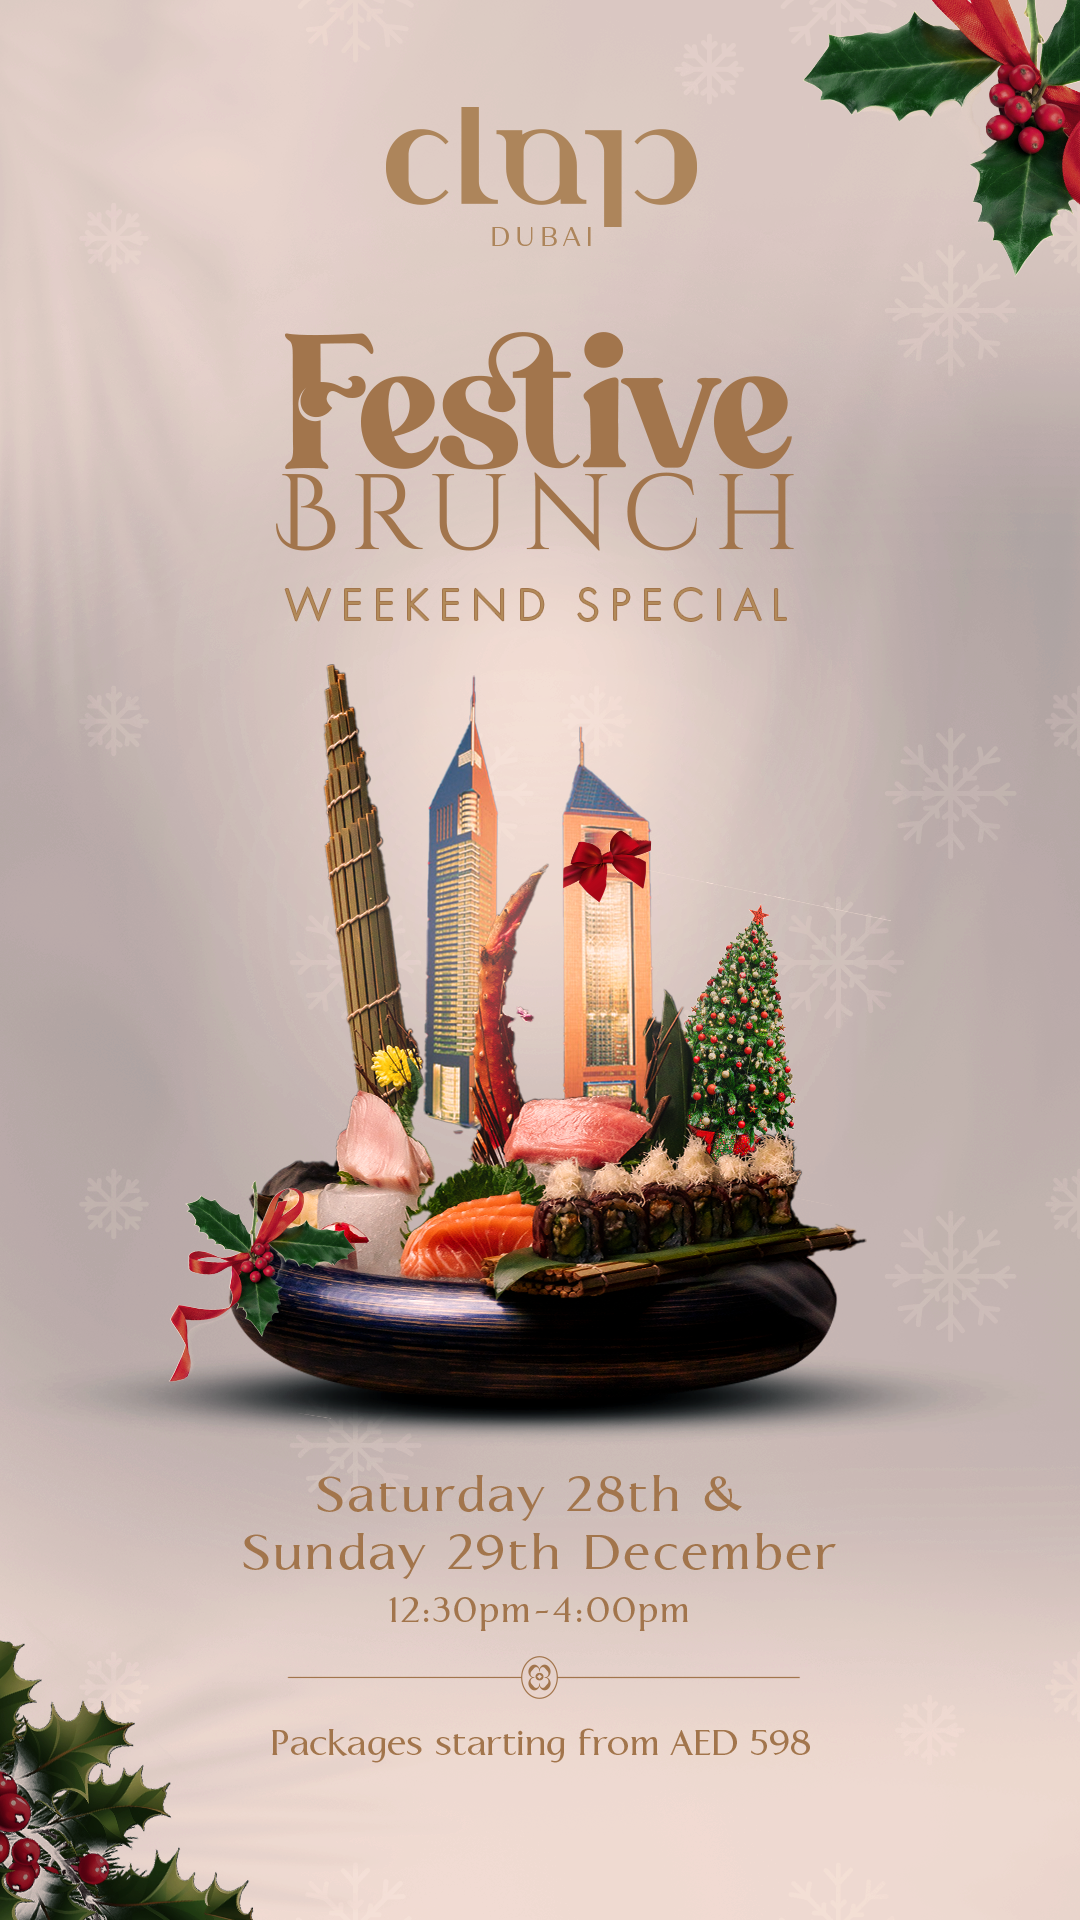 clap
DUBAI
Festive
BRUNCH
WEEKEND SPECIAL
Saturday 28th &
Sunday 29th December
12:30pm-4:00pm
Packages starting from AED 598